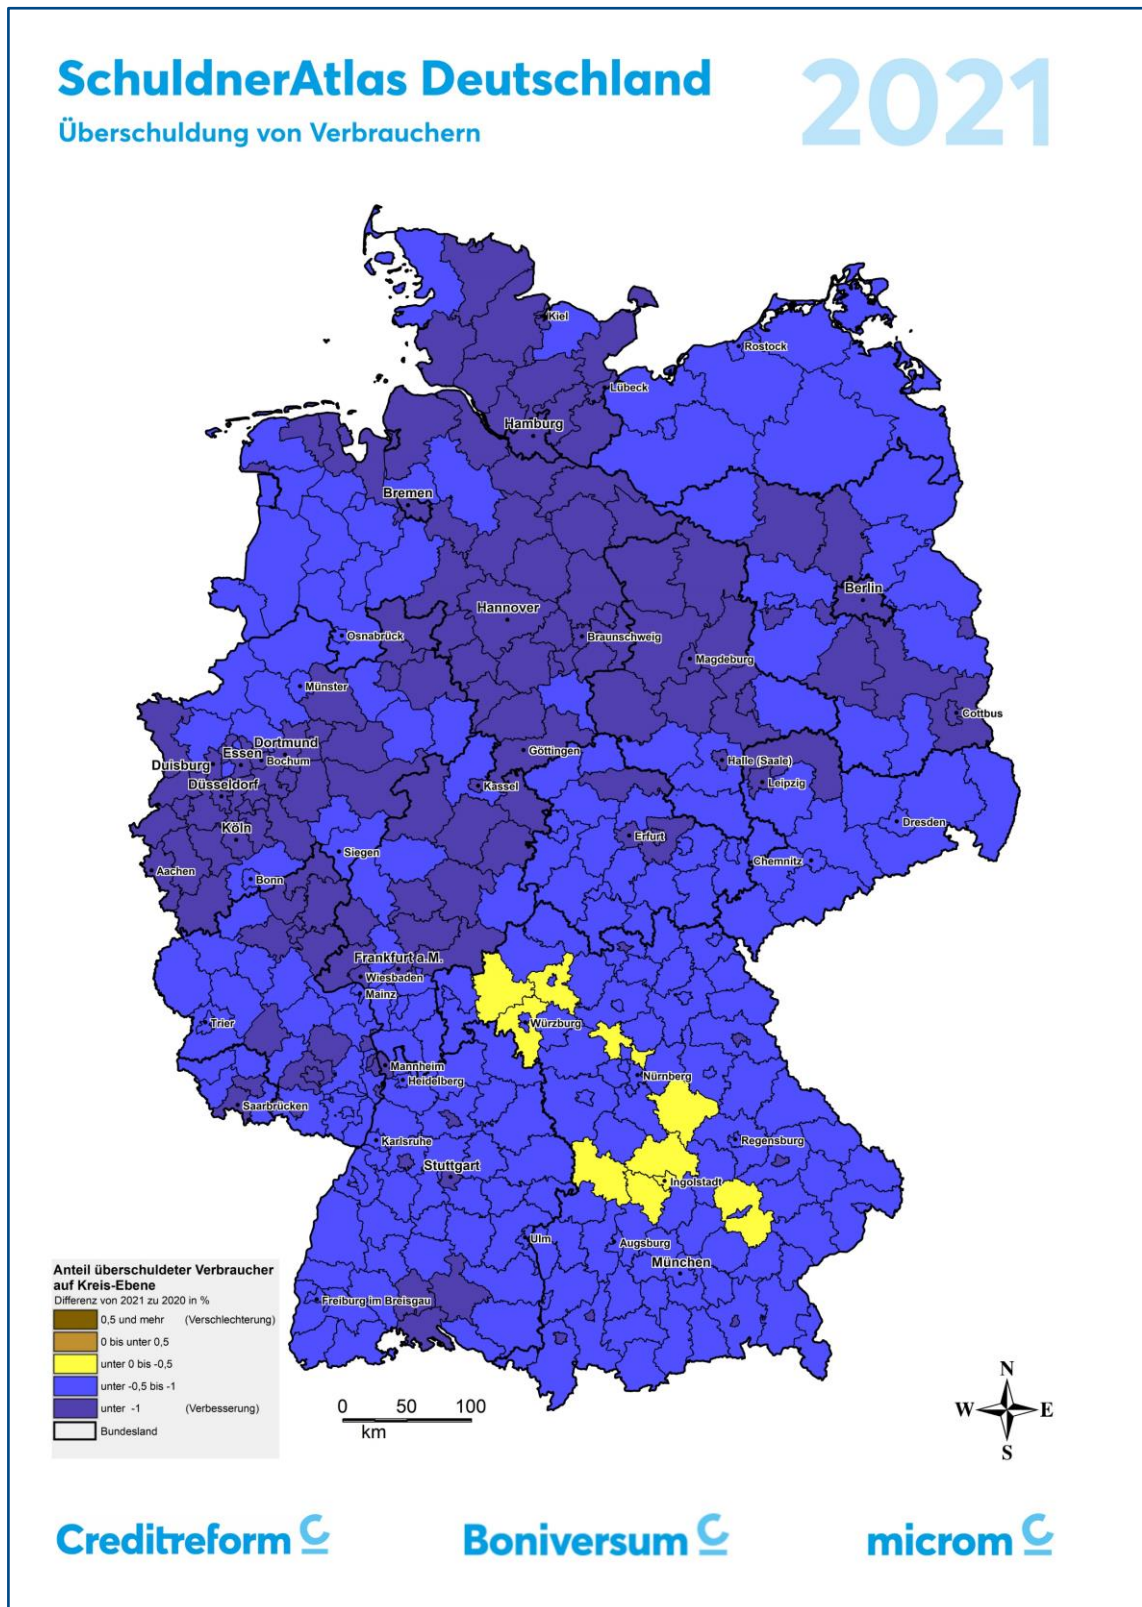 SchuldnerAtlas Deutschland
2021
Überschuldung von Verbrauchern
Kiel
Rostock
Lübeck
Hamburg
Bremen
Berlin
Hannover
Osnabrück
Braunschweig
Magdeburg
Münster
Cottbus
Dortmund
Essen
Bochum
Duisburg
Göttingen
Halle (Saale)
Düsseldorf
Kassel
Leipzig
Köln
Erfurt
Dresden
Siegen
Chemnitz
Aachen
Bonn
Frankfurt a.M.
Wiesbaden
Mainz
Trier
Würzburg
Mannheim
Heidelberg
Nürnberg
Saarbrücken
Karlsruhe
Regensburg
Stuttgart
Ingolstadt
Ulm
Augsburg
München
Freiburg im Breisgau
Anteil überschuldeter Verbraucher
auf Kreis-Ebene
Differenz von 2021 zu 2020 in %
0,5 und mehr (Verschlechterung)
0 bis unter 0,5
unter 0 bis -0,5
unter -0,5 bis -1
unter -1 (Verbesserung)
Bundesland
0 50 100
km
N
W E
S
Creditreform C
Boniversum C
microm C